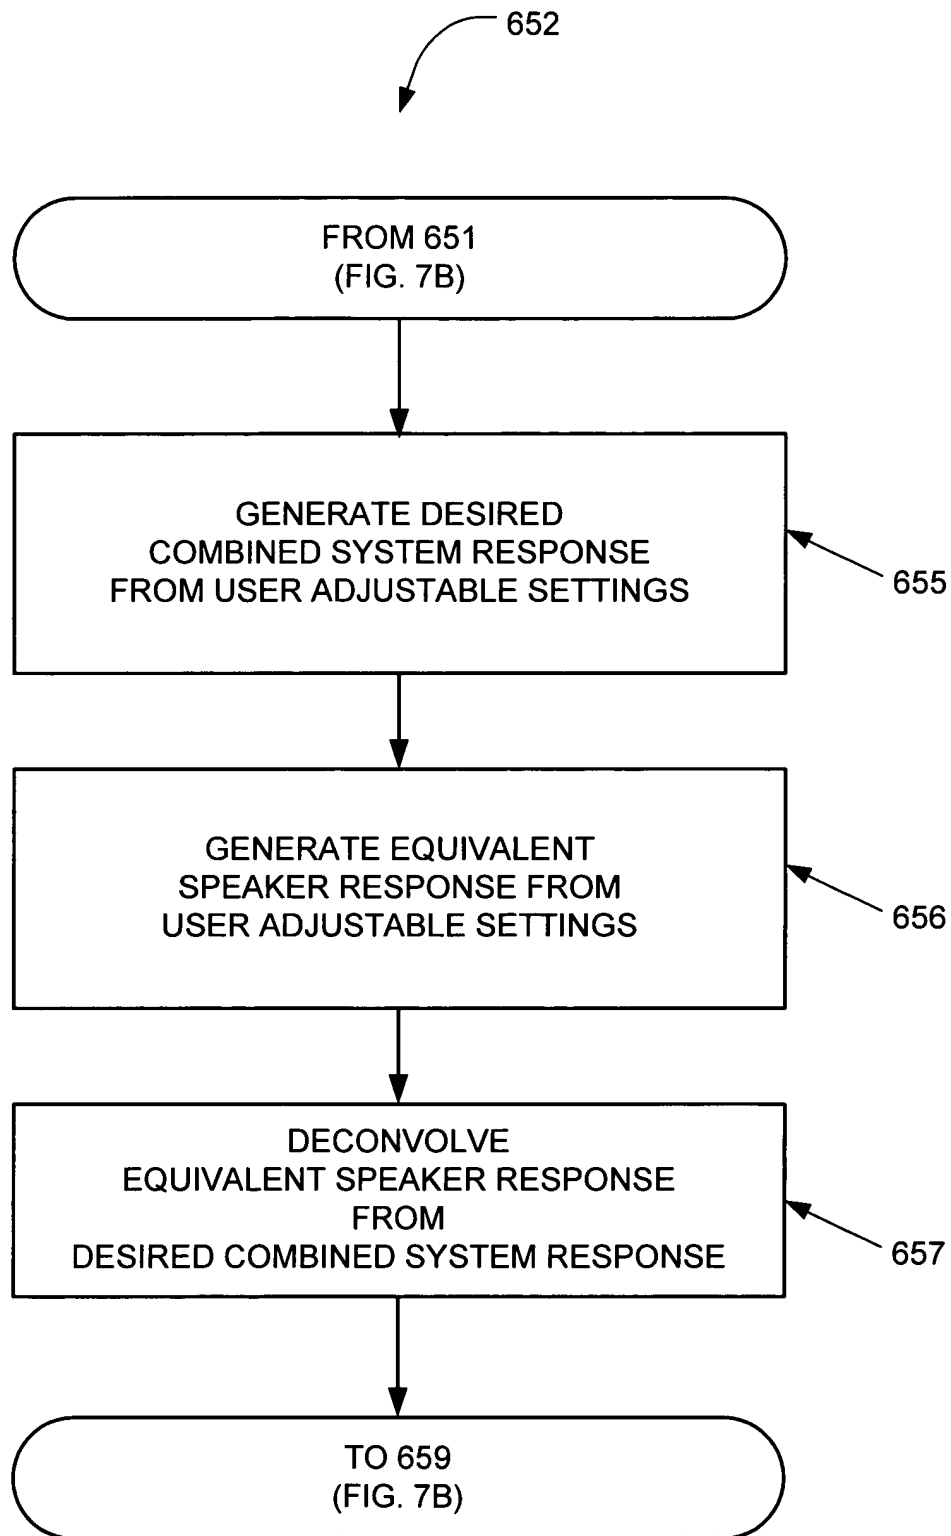 652
FROM 651
(FIG. 7B)
GENERATE DESIRED
COMBINED SYSTEM RESPONSE
FROM USER ADJUSTABLE SETTINGS
655
GENERATE EQUIVALENT
SPEAKER RESPONSE FROM
USER ADJUSTABLE SETTINGS
656
DECONVOLVE
EQUIVALENT SPEAKER RESPONSE
FROM
DESIRED COMBINED SYSTEM RESPONSE
657
TO 659
(FIG. 7B)